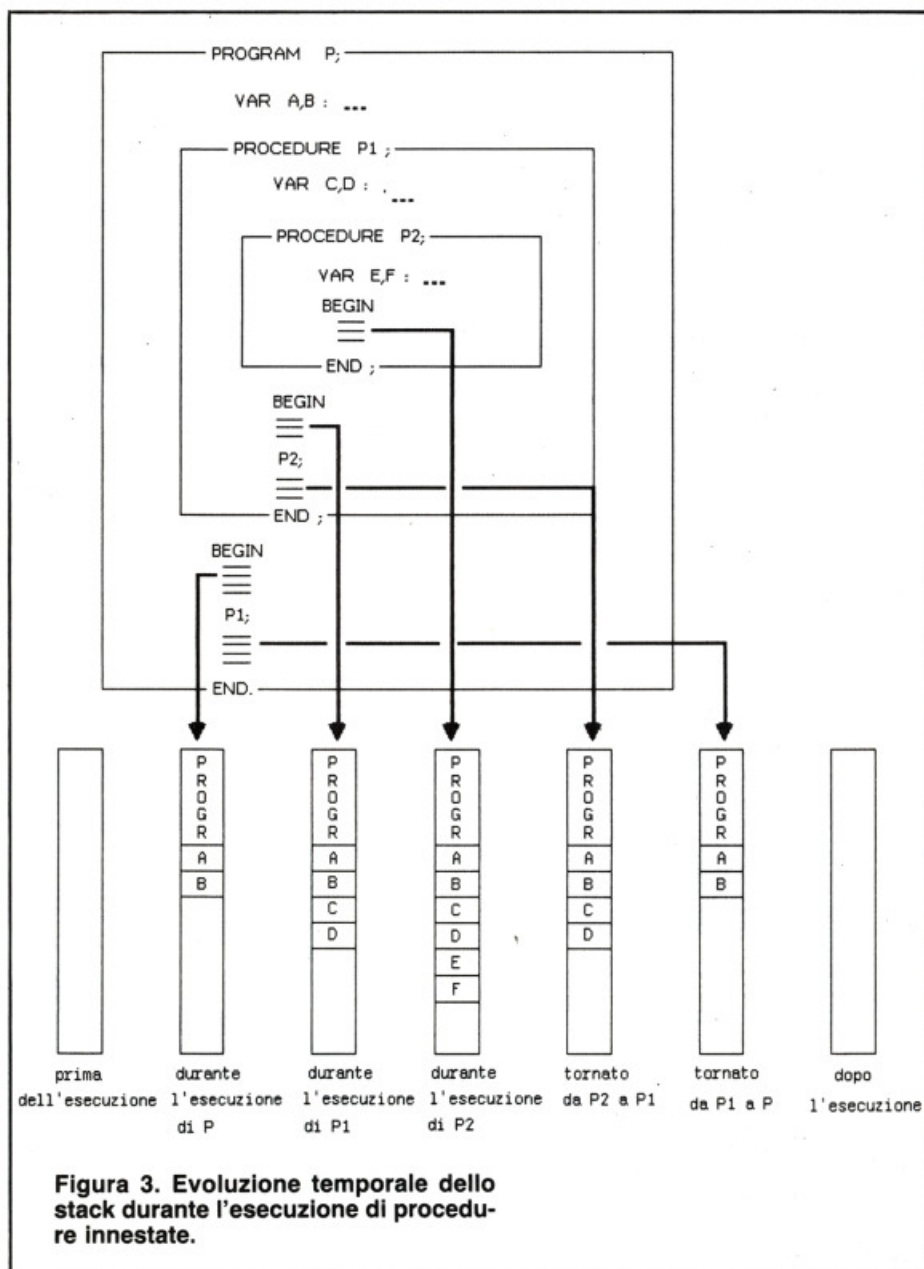 PROGRAM P;
VAR A,B : ...
PROCEDURE P1 ;
VAR C,D : . ...
PROCEDURE P2;
VAR E,F : ...
BEGIN
END ;
BEGIN
P2;
END ;
BEGIN
P1;
END.
P
R
O
G
R
A
B
P
R
O
G
R
A
B
C
D
P
R
O
G
R
A
B
C
D
E
F
P
R
O
G
R
A
B
C
D
P
R
O
G
R
A
B
prima
dell'esecuzione
durante
l'esecuzione
di P
durante
l'esecuzione
di P1
durante
l'esecuzione
di P2
tornato
da P2 a P1
tornato
da P1 a P
dopo
l'esecuzione
Figura 3. Evoluzione temporale dello
stack durante l'esecuzione di procedu-
re innestate.